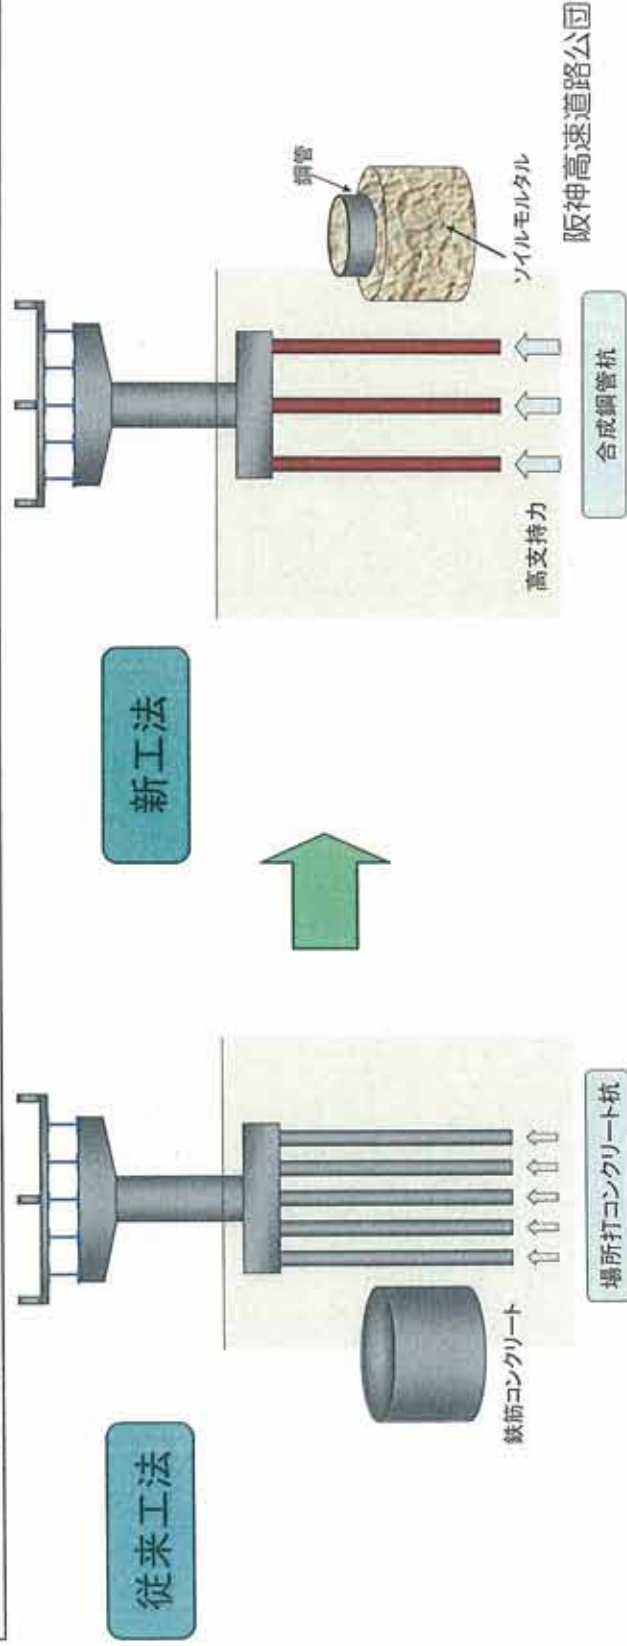 従来工法
鉄筋コンクリート
場所打コンクリート杭
新工法
高支持力
鋼管
ソイルモルタル
合成鋼管杭
阪神高速道路公団